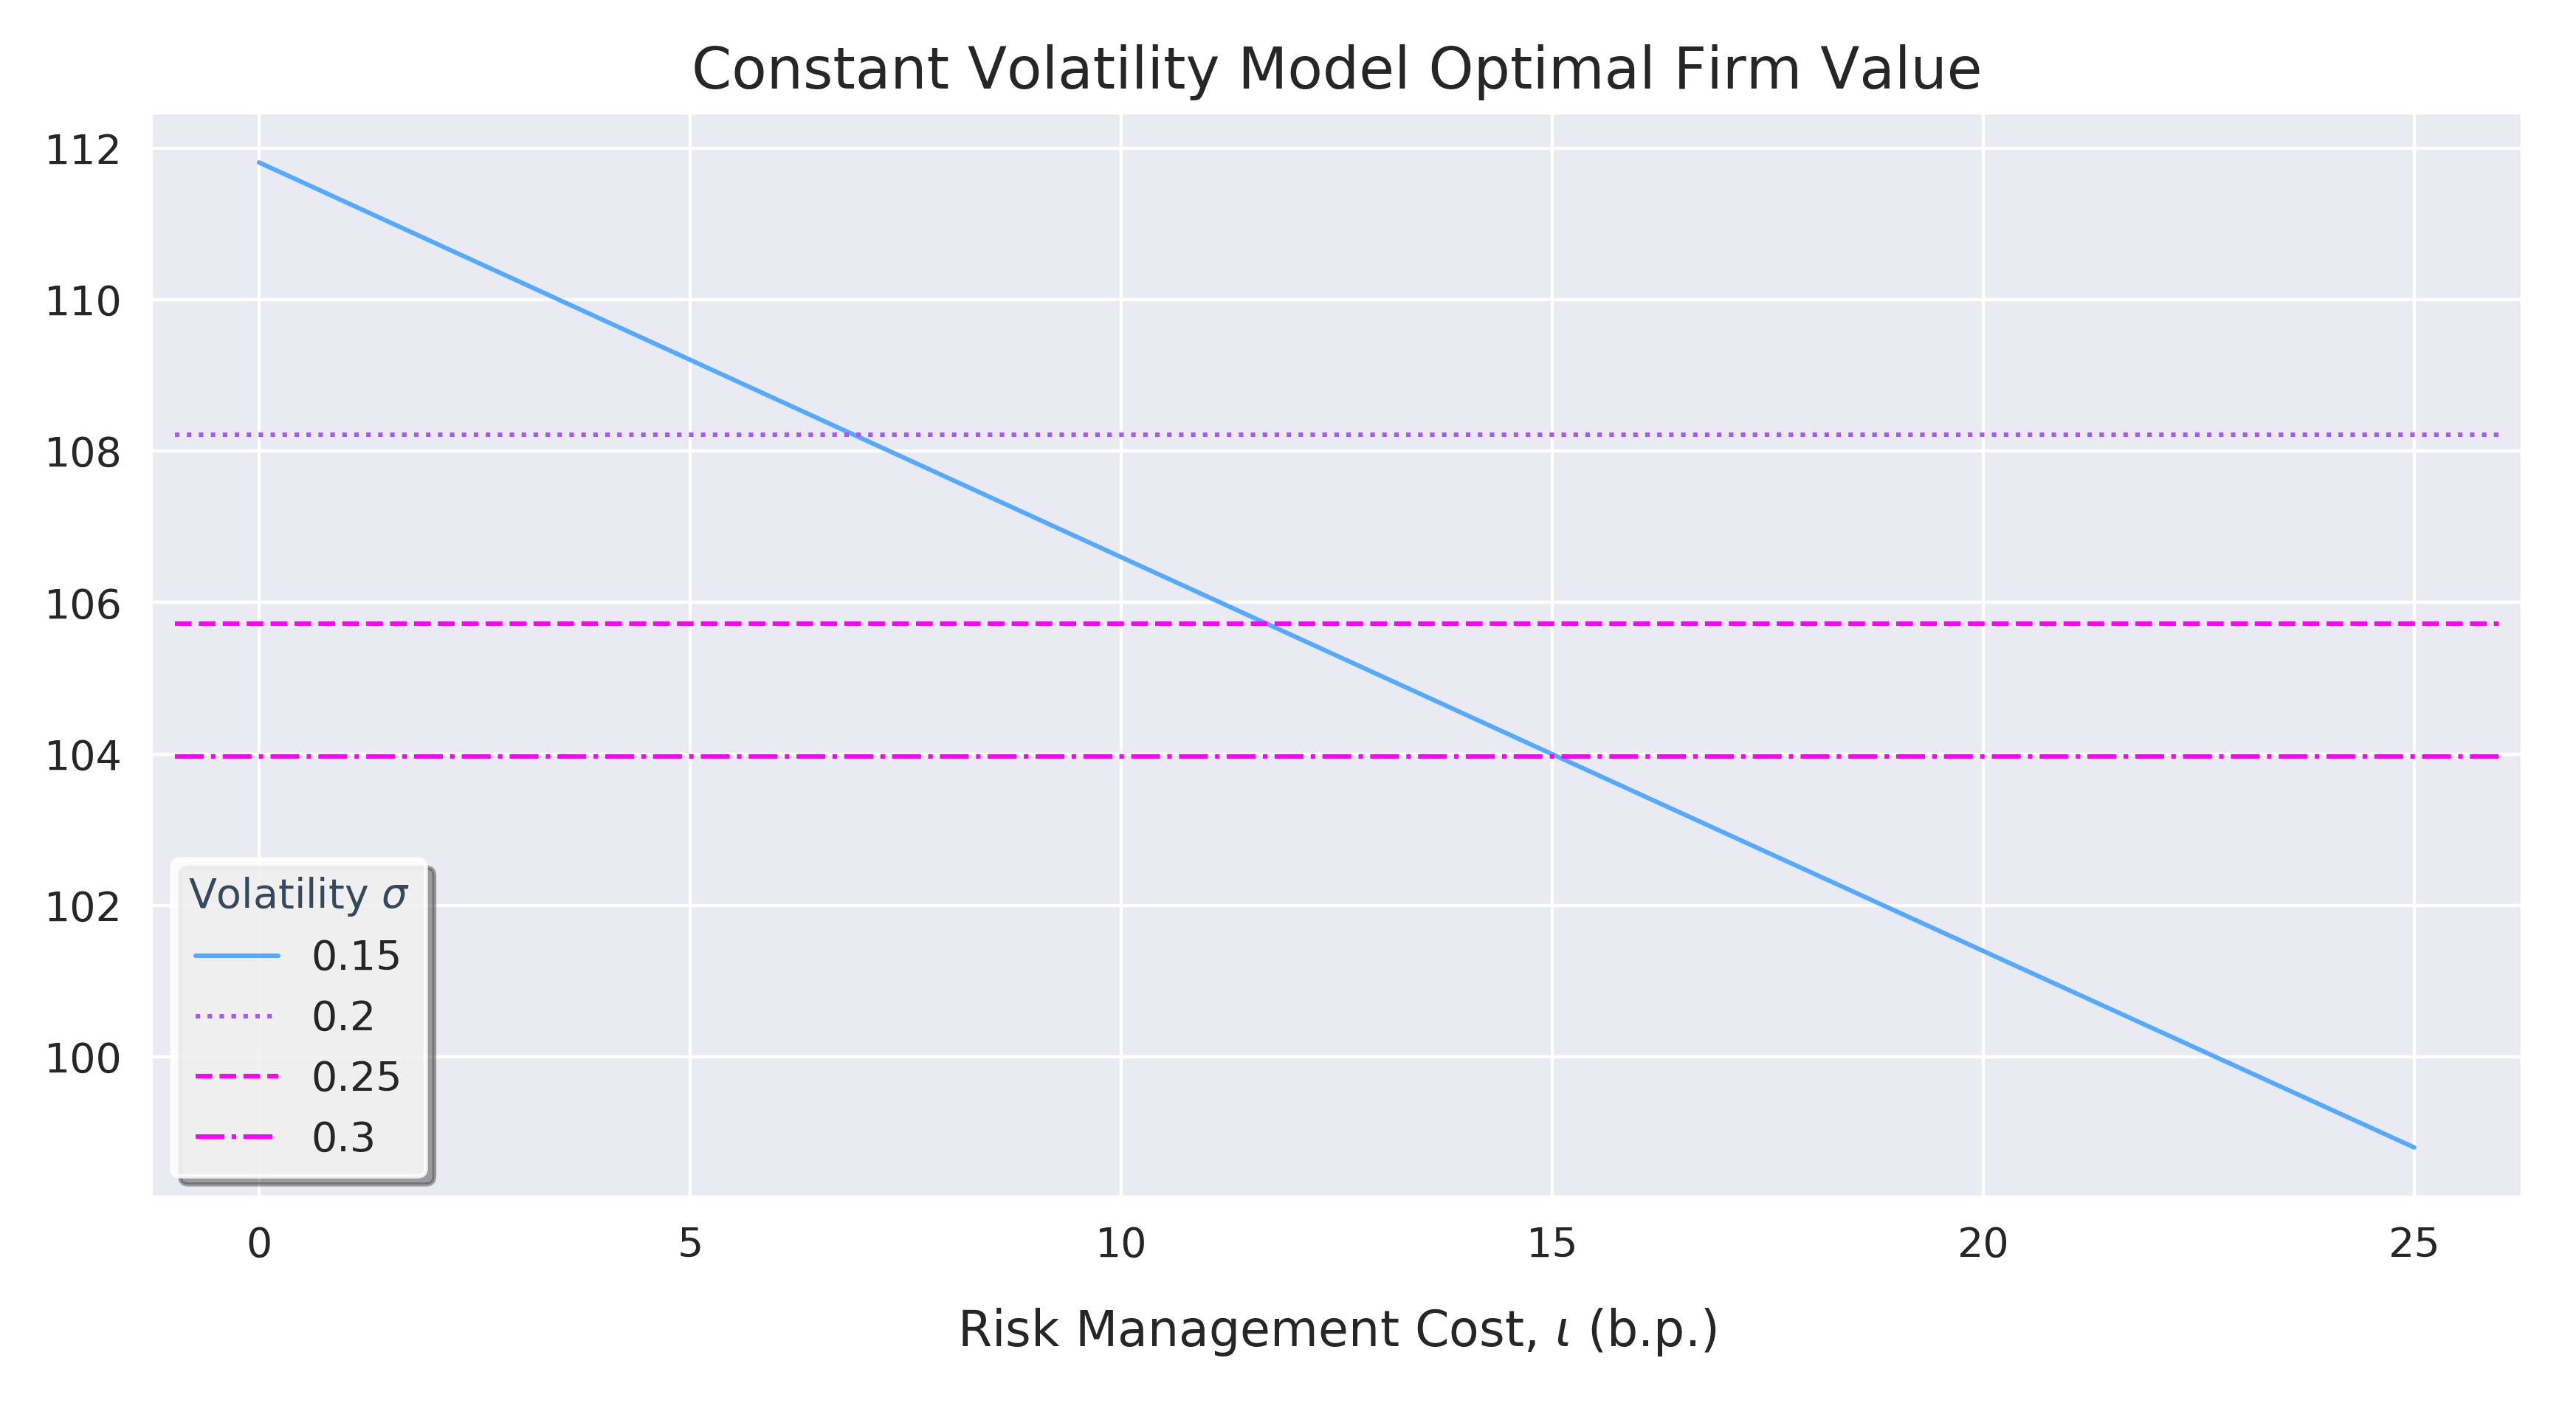 Constant Volatility Model Optimal Firm Value
112
110
108
106
104
102
100
Volatility σ
0.15
0.2
0.25
0.3
0 5 10 15 20 25
Risk Management Cost, ι (b.p.)